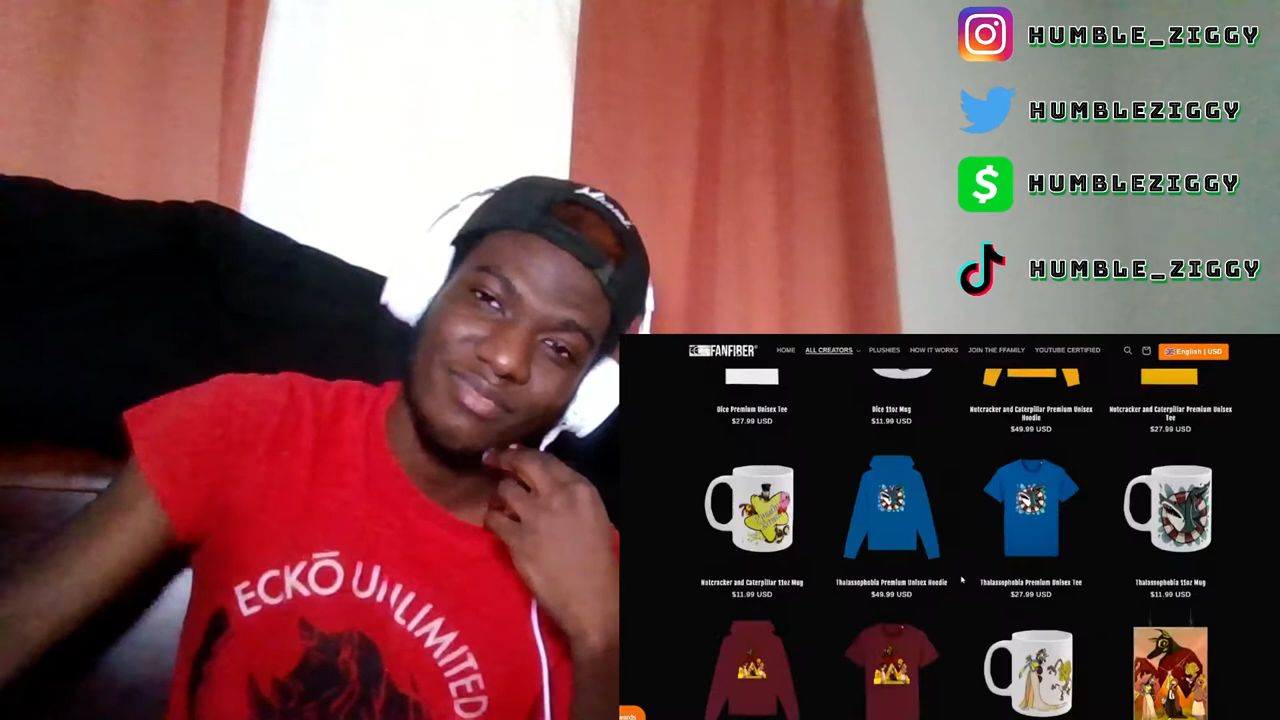 HUMBLE_ZIGGY
HUMBLEZIGGY
HUMBLEZIGGY
HUMBLE_ZIGGY
ECKŌ UNLIMITED
FANFIBER
HOME
ALL CREATORS
PLUSHIES
HOW IT WORKS
JOIN THE FFAMILY
YOUTUBE CERTIFIED
English | USD
Dice Premium Unisex Tee
$27.99 USD
Dice 11oz Mug
$11.99 USD
Nutcracker and Caterpillar Premium Unisex
Hoodie
$49.99 USD
Nutcracker and Caterpillar Premium Unisex
Tee
$27.99 USD
Nutcracker and Caterpillar 11oz Mug
$11.99 USD
Thalassophobia Premium Unisex Hoodie
$49.99 USD
Thalassophobia Premium Unisex Tee
$27.99 USD
Thalassophobia 11oz Mug
$11.99 USD